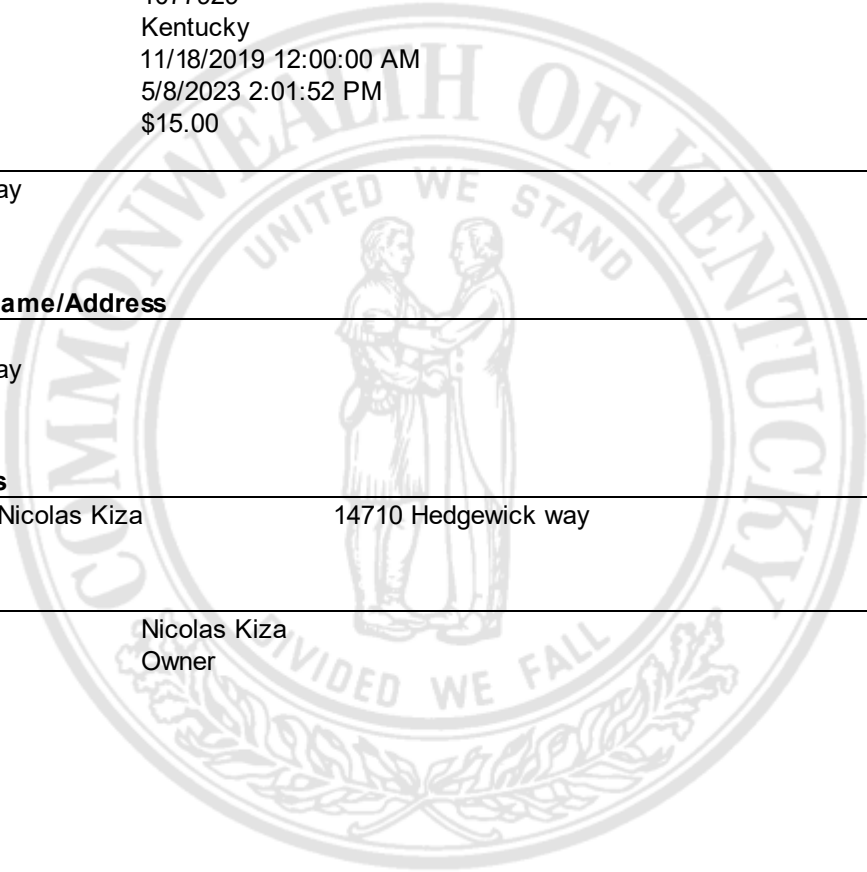 Kentucky
11/18/2019 12:00:00 AM
5/8/2023 2:01:52 PM
$15.00
ay
ame/Address
ay
s
Nicolas Kiza 14710 Hedgewick way
Nicolas Kiza
Owner
COMMONWEALTH OF KENTUCKY
UNITED WE STAND
DIVIDED WE FALL